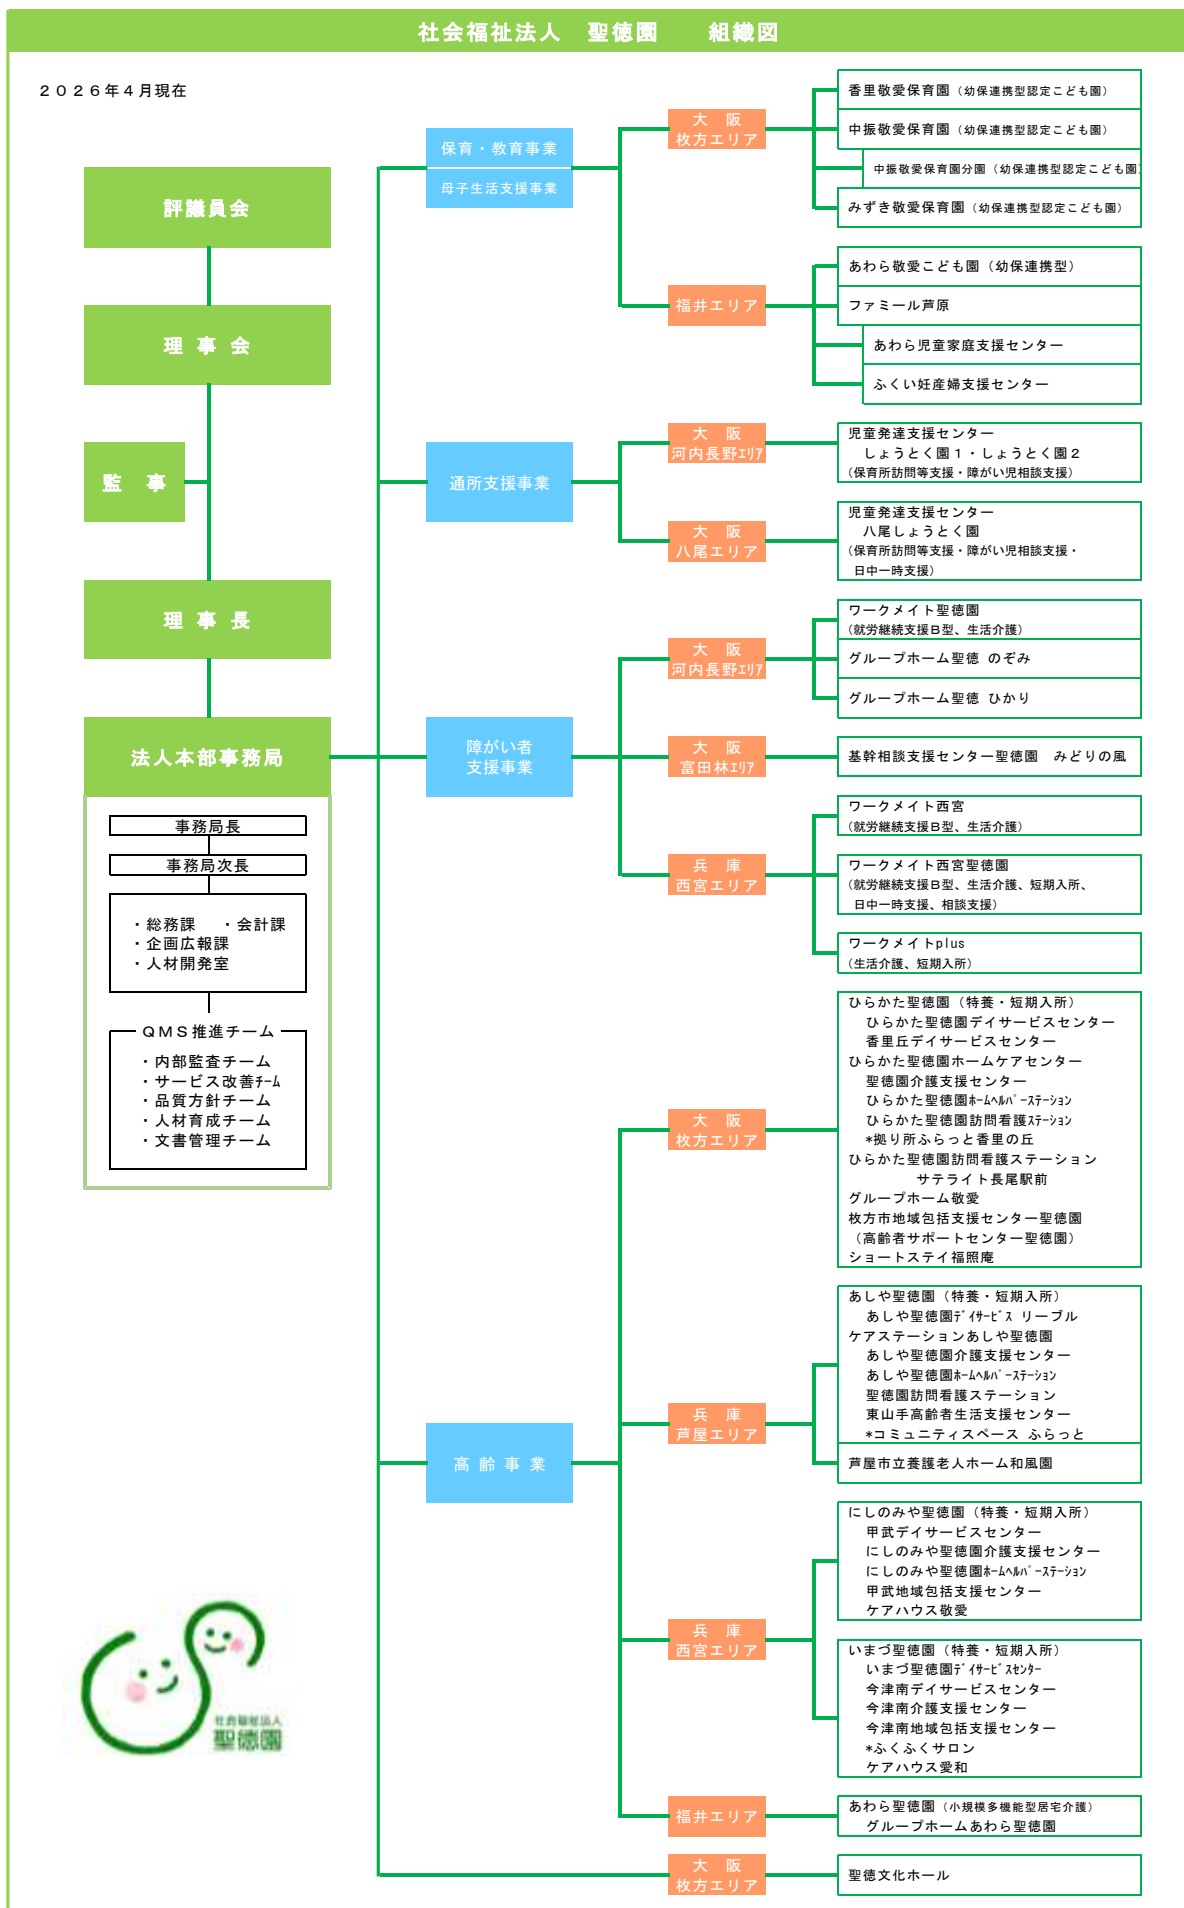 社会福祉法人　聖徳園　　組織図
２０２６年４月現在
評議員会
理 事 会
監　事
理 事 長
法人本部事務局
事務局長
事務局次長
・総務課　・会計課
・企画広報課
・人材開発室
ＱＭＳ推進チーム
・内部監査チーム
・サービス改善ﾁｰﾑ
・品質方針チーム
・人材育成チーム
・文書管理チーム
保育・教育事業
母子生活支援事業
大　阪
枚方エリア
香里敬愛保育園（幼保連携型認定こども園）
中振敬愛保育園（幼保連携型認定こども園）
中振敬愛保育園分園（幼保連携型認定こども園）
みずき敬愛保育園（幼保連携型認定こども園）
福井エリア
あわら敬愛こども園（幼保連携型）
ファミール芦原
あわら児童家庭支援センター
ふくい妊産婦支援センター
通所支援事業
大　阪
河内長野ｴﾘｱ
児童発達支援センター
しょうとく園１・しょうとく園２
(保育所訪問等支援・障がい児相談支援)
大　阪
八尾エリア
児童発達支援センター
八尾しょうとく園
(保育所訪問等支援・障がい児相談支援・
日中一時支援)
障がい者
支援事業
大　阪
河内長野ｴﾘｱ
ワークメイト聖徳園
(就労継続支援Ｂ型、生活介護)
グループホーム聖徳 のぞみ
グループホーム聖徳 ひかり
大　阪
富田林ｴﾘｱ
基幹相談支援センター聖徳園　みどりの風
兵　庫
西宮エリア
ワークメイト西宮
(就労継続支援Ｂ型、生活介護)
ワークメイト西宮聖徳園
(就労継続支援Ｂ型、生活介護、短期入所、
日中一時支援、相談支援)
ワークメイトplus
(生活介護、短期入所)
高 齢 事 業
大　阪
枚方エリア
ひらかた聖徳園（特養・短期入所）
ひらかた聖徳園デイサービスセンター
香里丘デイサービスセンター
ひらかた聖徳園ホームケアセンター
聖徳園介護支援センター
ひらかた聖徳園ﾎｰﾑﾍﾙﾊﾟｰｽﾃｰｼｮﾝ
ひらかた聖徳園訪問看護ｽﾃｰｼｮﾝ
*拠り所ふらっと香里の丘
ひらかた聖徳園訪問看護ステーション
サテライト長尾駅前
グループホーム敬愛
枚方市地域包括支援センター聖徳園
（高齢者サポートセンター聖徳園）
ショートステイ福照庵
兵　庫
芦屋エリア
あしや聖徳園（特養・短期入所）
あしや聖徳園ﾃﾞｲｻｰﾋﾞｽ リーブル
ケアステーションあしや聖徳園
あしや聖徳園介護支援センター
あしや聖徳園ﾎｰﾑﾍﾙﾊﾟｰｽﾃｰｼｮﾝ
聖徳園訪問看護ステーション
東山手高齢者生活支援センター
*コミュニティスペース ふらっと
芦屋市立養護老人ホーム和風園
兵　庫
西宮エリア
にしのみや聖徳園（特養・短期入所）
甲武デイサービスセンター
にしのみや聖徳園介護支援センター
にしのみや聖徳園ﾎｰﾑﾍﾙﾊﾟｰｽﾃｰｼｮﾝ
甲武地域包括支援センター
ケアハウス敬愛
いまづ聖徳園（特養・短期入所）
いまづ聖徳園ﾃﾞｲｻｰﾋﾞｽｾﾝﾀｰ
今津南デイサービスセンター
今津南介護支援センター
今津南地域包括支援センター
*ふくふくサロン
ケアハウス愛和
福井エリア
あわら聖徳園（小規模多機能型居宅介護）
グループホームあわら聖徳園
大　阪
枚方エリア
聖徳文化ホール
社会福祉法人
聖徳園